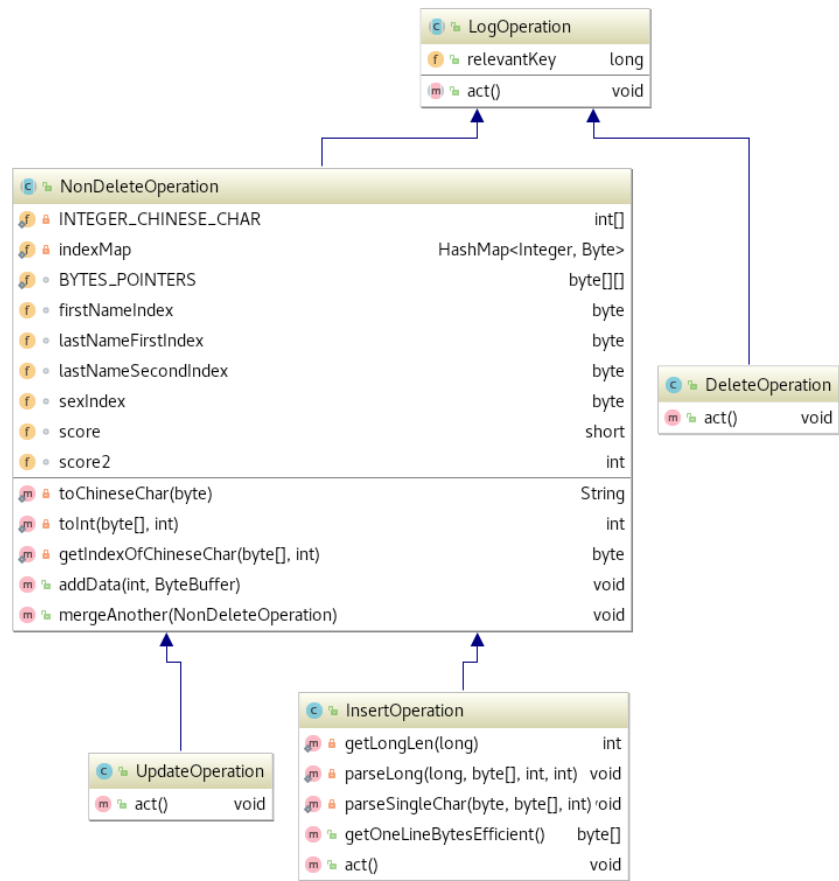 LogOperation
relevantKey long
act() void
NonDeleteOperation
INTEGER_CHINESE_CHAR int[]
indexMap HashMap<Integer, Byte>
BYTES_POINTERS byte[][]
firstNameIndex byte
lastNameFirstIndex byte
lastNameSecondIndex byte
sexIndex byte
score short
score2 int
toChineseChar(byte) String
toInt(byte[], int) int
getIndexOfChineseChar(byte[], int) byte
addData(int, ByteBuffer) void
mergeAnother(NonDeleteOperation) void
DeleteOperation
act() void
UpdateOperation
act() void
InsertOperation
getLongLen(long) int
parseLong(long, byte[], int, int) void
parseSingleChar(byte, byte[], int) void
getOneLineBytesEfficient() byte[]
act() void